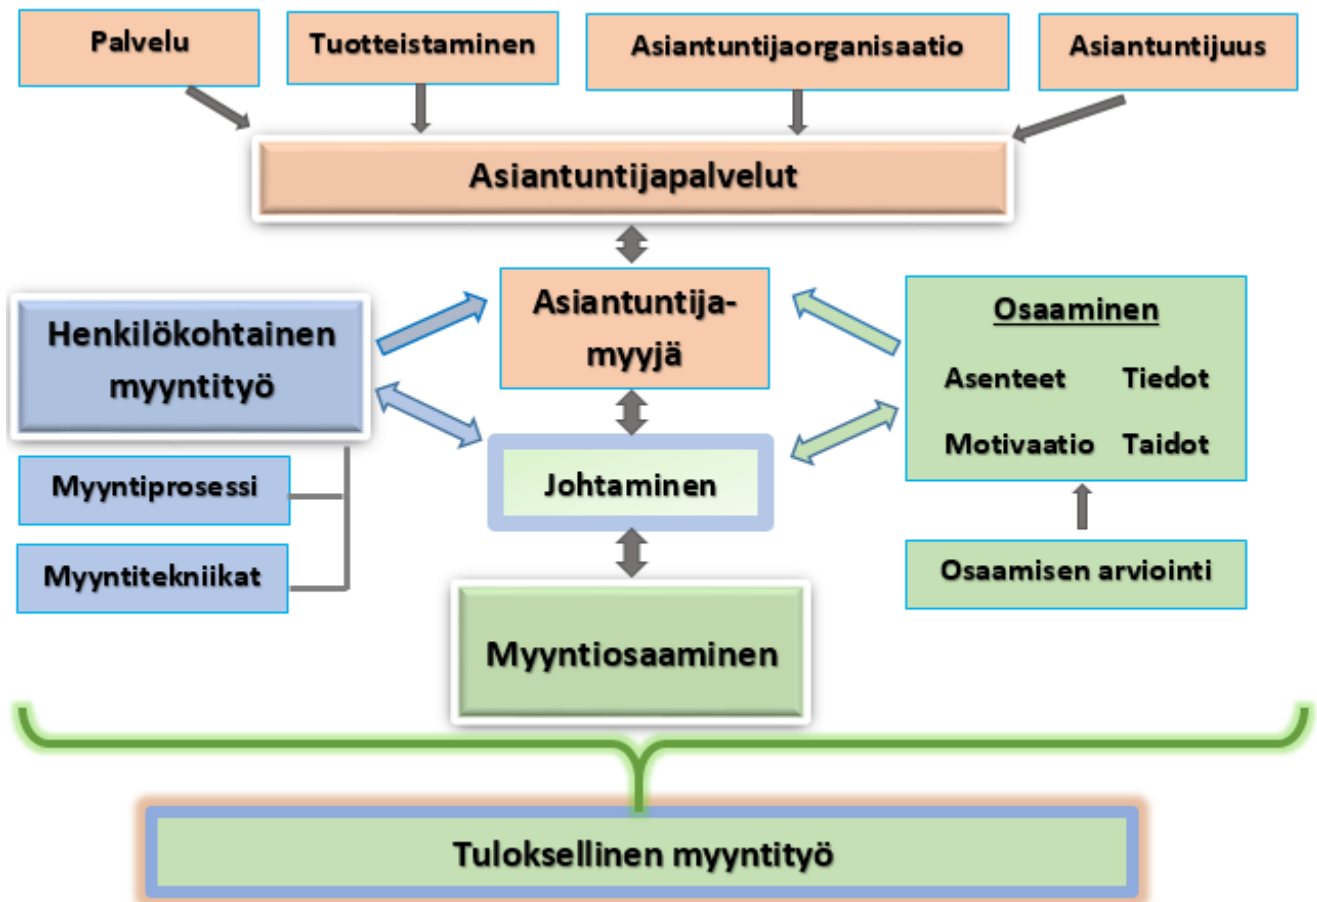 Palvelu
Tuotteistaminen
Asiantuntijaorganisaatio
Asiantuntijuus
Asiantuntijapalvelut
Asiantuntija-
myyjä
Henkilökohtainen
myyntityö
Myyntiprosessi
Myyntitekniikat
Johtaminen
Osaaminen
Asenteet Tiedot
Motivaatio Taidot
Osaamisen arviointi
Myyntiosaaminen
Tuloksellinen myyntityö